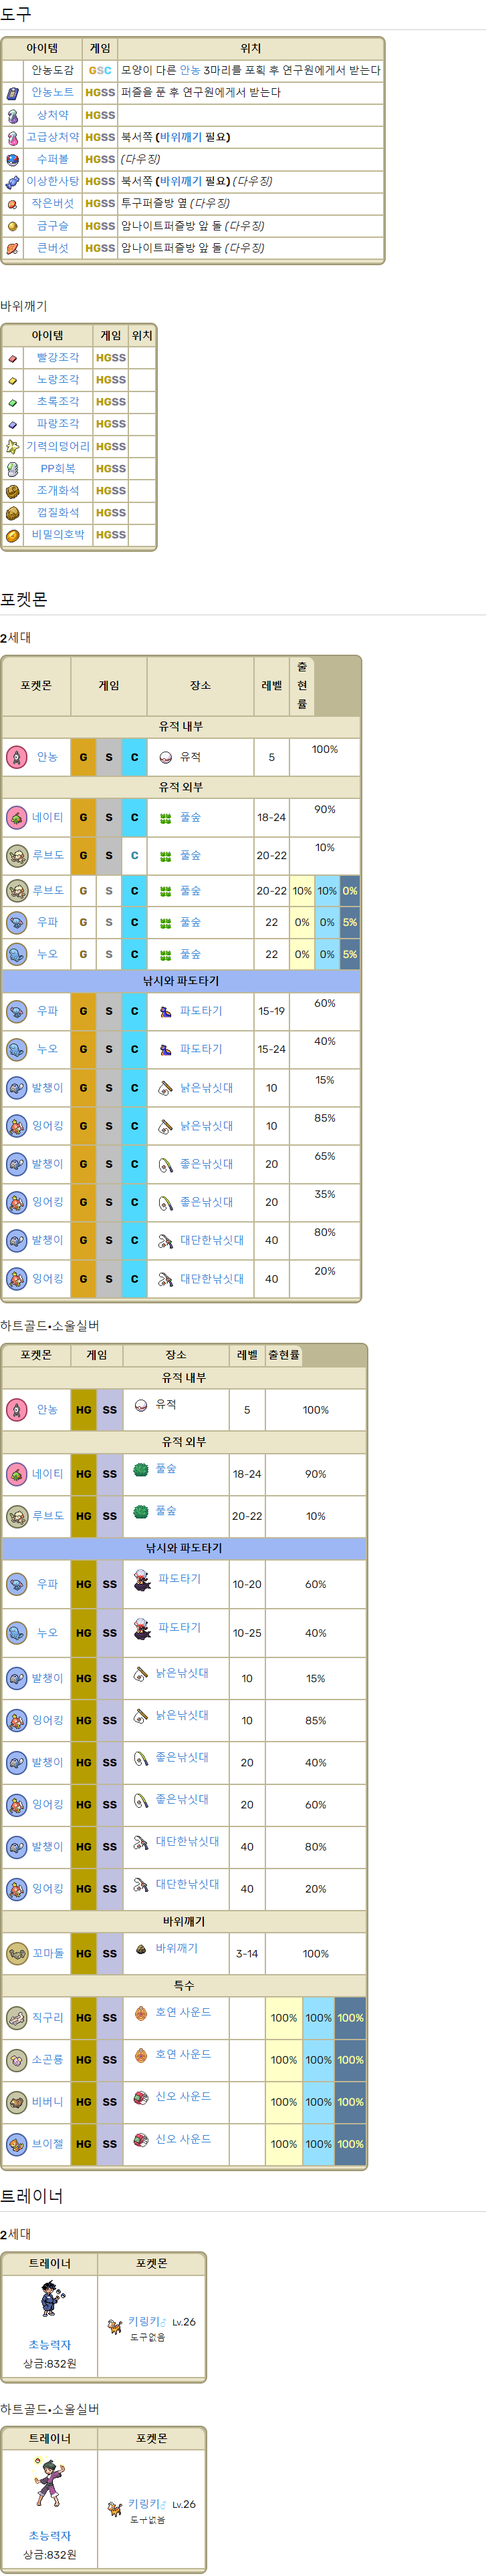 도구
아이템 게임 위치
안농도감 GSC 모양이 다른 안농 3마리를 포획 후 연구원에게서 받는다
안농노트 HGSS 퍼즐을 푼 후 연구원에게서 받는다
상처약 HGSS
고급상처약 HGSS 북서쪽 (바위깨기 필요)
수퍼볼 HGSS (다우징)
이상한사탕 HGSS 북서쪽 (바위깨기 필요) (다우징)
작은버섯 HGSS 투구퍼즐방 옆 (다우징)
금구슬 HGSS 암나이트퍼즐방 앞 돌 (다우징)
큰버섯 HGSS 암나이트퍼즐방 앞 돌 (다우징)
바위깨기
아이템 게임 위치
빨강조각 HGSS
노랑조각 HGSS
초록조각 HGSS
파랑조각 HGSS
기력의덩어리 HGSS
PP회복 HGSS
조개화석 HGSS
껍질화석 HGSS
비밀의호박 HGSS
포켓몬
2세대
포켓몬 게임 장소 레벨 출현률
유적 내부
안농 G S C 유적 5 100%
유적 외부
네이티 G S C 풀숲 18-24 90%
루브도 G S C 풀숲 20-22 10%
루브도 G S C 풀숲 20-22 10% 10% 0%
우파 G S C 풀숲 22 0% 0% 5%
누오 G S C 풀숲 22 0% 0% 5%
낚시와 파도타기
우파 G S C 파도타기 15-19 60%
누오 G S C 파도타기 15-24 40%
발챙이 G S C 낡은낚싯대 10 15%
잉어킹 G S C 낡은낚싯대 10 85%
발챙이 G S C 좋은낚싯대 20 65%
잉어킹 G S C 좋은낚싯대 20 35%
발챙이 G S C 대단한낚싯대 40 80%
잉어킹 G S C 대단한낚싯대 40 20%
하트골드•소울실버
포켓몬 게임 장소 레벨 출현률
유적 내부
안농 HG SS 유적 5 100%
유적 외부
네이티 HG SS 풀숲 18-24 90%
루브도 HG SS 풀숲 20-22 10%
낚시와 파도타기
우파 HG SS 파도타기 10-20 60%
누오 HG SS 파도타기 10-25 40%
발챙이 HG SS 낡은낚싯대 10 15%
잉어킹 HG SS 낡은낚싯대 10 85%
발챙이 HG SS 좋은낚싯대 20 40%
잉어킹 HG SS 좋은낚싯대 20 60%
발챙이 HG SS 대단한낚싯대 40 80%
잉어킹 HG SS 대단한낚싯대 40 20%
바위깨기
꼬마돌 HG SS 바위깨기 3-14 100%
특수
직구리 HG SS 호연 사운드 100% 100% 100%
소곤룡 HG SS 호연 사운드 100% 100% 100%
비버니 HG SS 신오 사운드 100% 100% 100%
브이젤 HG SS 신오 사운드 100% 100% 100%
트레이너
2세대
트레이너 포켓몬
초능력자
상금:832원
키링키♂ Lv.26
도구없음
하트골드•소울실버
트레이너 포켓몬
초능력자
상금:832원
키링키♂ Lv.26
도구없음